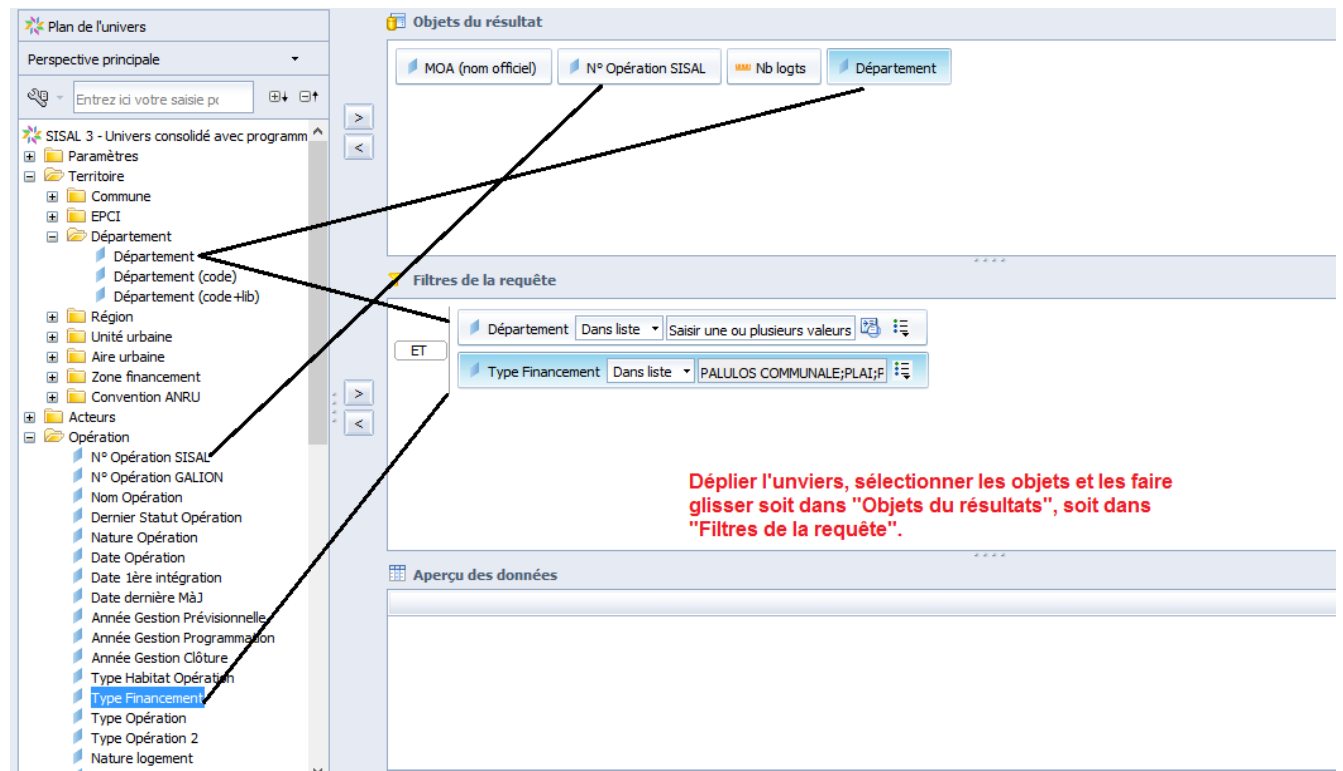 Plan de l'univers
Perspective principale
Entrez ici votre saisie po
SISAL 3 - Univers consolidé avec programm
Paramètres
Territoire
Commune
EPCI
Département
Département
Département (code)
Département (code+lib)
Région
Unité urbaine
Aire urbaine
Zone financement
Convention ANRU
Acteurs
Opération
N° Opération SISAL
N° Opération GALION
Nom Opération
Dernier Statut Opération
Nature Opération
Date Opération
Date 1ère intégration
Date dernière MàJ
Année Gestion Prévisionnelle
Année Gestion Programmation
Année Gestion Clôture
Type Habitat Opération
Type Financement
Type Opération
Type Opération 2
Nature logement
>
<
>
<
Objets du résultat
MOA (nom officiel) N° Opération SISAL Nb logts Département
Filtres de la requête
Département Dans liste Saisir une ou plusieurs valeurs
ET
Type Financement Dans liste PALULOS COMMUNALE;PLAI;P
Déplier l'unviers, sélectionner les objets et les faire
glisser soit dans "Objets du résultats", soit dans
"Filtres de la requête".
Aperçu des données